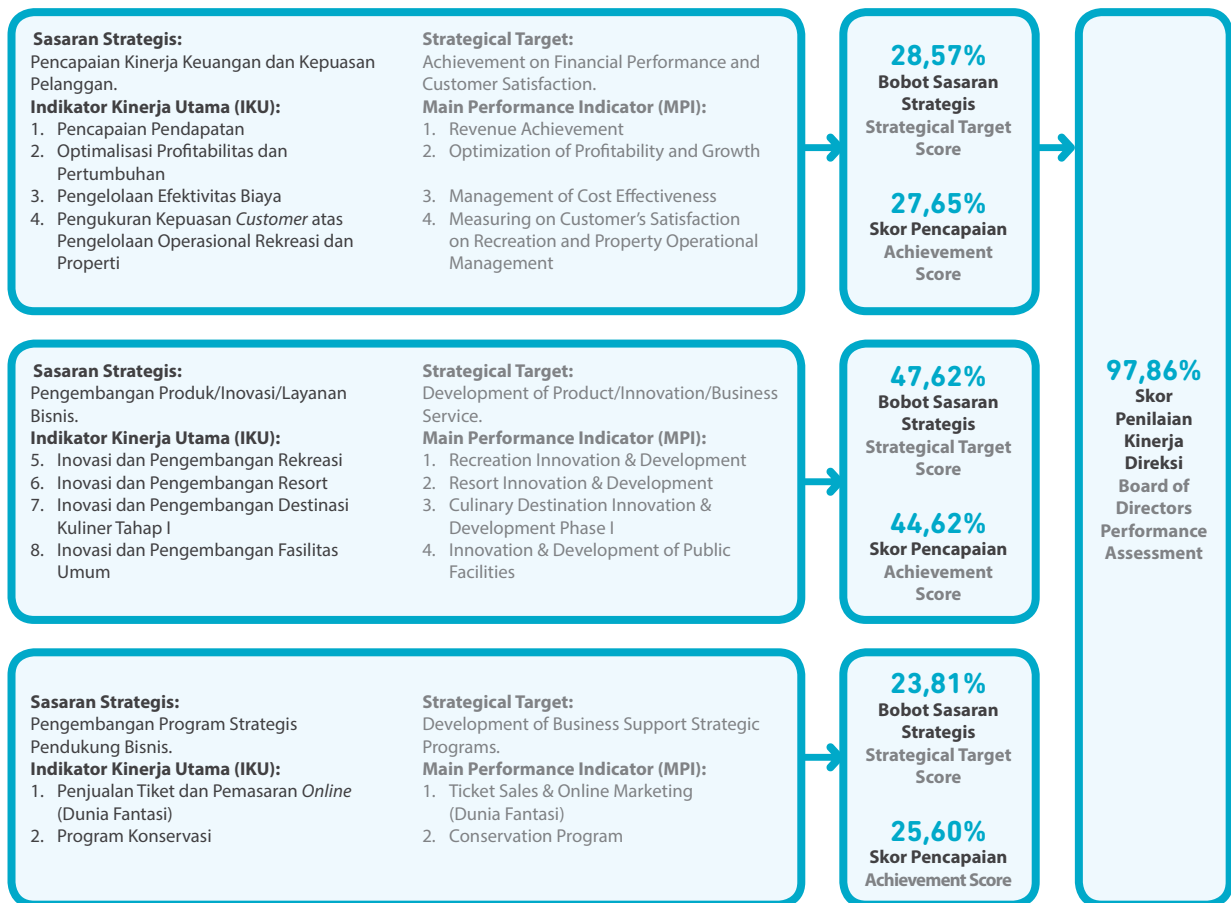 Sasaran Strategis:
Pencapaian Kinerja Keuangan dan Kepuasan
Pelanggan.
Indikator Kinerja Utama (IKU):
1. Pencapaian Pendapatan
2. Optimalisasi Profitabilitas dan
Pertumbuhan
3. Pengelolaan Efektivitas Biaya
4. Pengukuran Kepuasan Customer atas
Pengelolaan Operasional Rekreasi dan
Properti
Strategical Target:
Achievement on Financial Performance and
Customer Satisfaction.
Main Performance Indicator (MPI):
1. Revenue Achievement
2. Optimization of Profitability and Growth
3. Management of Cost Effectiveness
4. Measuring on Customer's Satisfaction
on Recreation and Property Operational
Management
28,57%
Bobot Sasaran
Strategis
Strategical Target
Score
27,65%
Skor Pencapaian
Achievement
Score
Sasaran Strategis:
Pengembangan Produk/Inovasi/Layanan
Bisnis.
Indikator Kinerja Utama (IKU):
5. Inovasi dan Pengembangan Rekreasi
6. Inovasi dan Pengembangan Resort
7. Inovasi dan Pengembangan Destinasi
Kuliner Tahap I
8. Inovasi dan Pengembangan Fasilitas
Umum
Strategical Target:
Development of Product/Innovation/Business
Service.
Main Performance Indicator (MPI):
1. Recreation Innovation & Development
2. Resort Innovation & Development
3. Culinary Destination Innovation &
Development Phase I
4. Innovation & Development of Public
Facilities
47,62%
Bobot Sasaran
Strategis
Strategical Target
Score
44,62%
Skor Pencapaian
Achievement
Score
Sasaran Strategis:
Pengembangan Program Strategis
Pendukung Bisnis.
Indikator Kinerja Utama (IKU):
1. Penjualan Tiket dan Pemasaran Online
(Dunia Fantasi)
2. Program Konservasi
Strategical Target:
Development of Business Support Strategic
Programs.
Main Performance Indicator (MPI):
1. Ticket Sales & Online Marketing
(Dunia Fantasi)
2. Conservation Program
23,81%
Bobot Sasaran
Strategis
Strategical Target
Score
25,60%
Skor Pencapaian
Achievement Score
97,86%
Skor
Penilaian
Kinerja
Direksi
Board of
Directors
Performance
Assessment